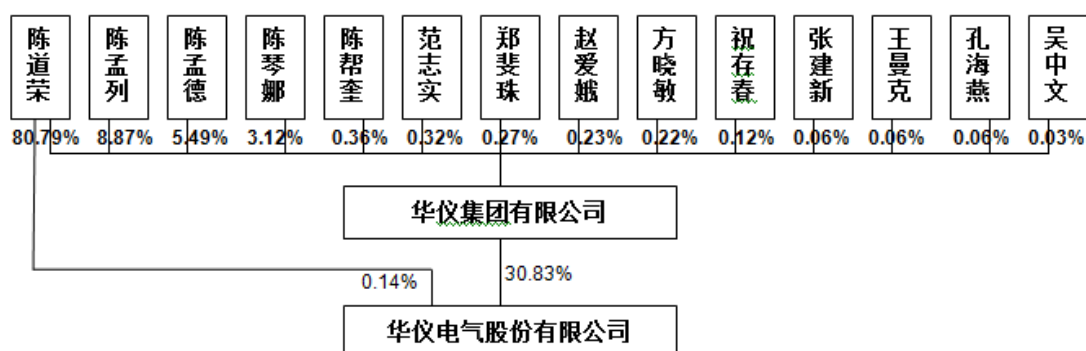 陈道荣 陈孟列 陈孟德 陈琴娜 陈帮奎 范志实 郑斐珠 赵爱娥 方晓敏 祝存春 张建新 王曼克 孔海燕 吴中文
80.79% 8.87% 5.49% 3.12% 0.36% 0.32% 0.27% 0.23% 0.22% 0.12% 0.06% 0.06% 0.06% 0.03%
华仪集团有限公司
0.14% 30.83%
华仪电气股份有限公司